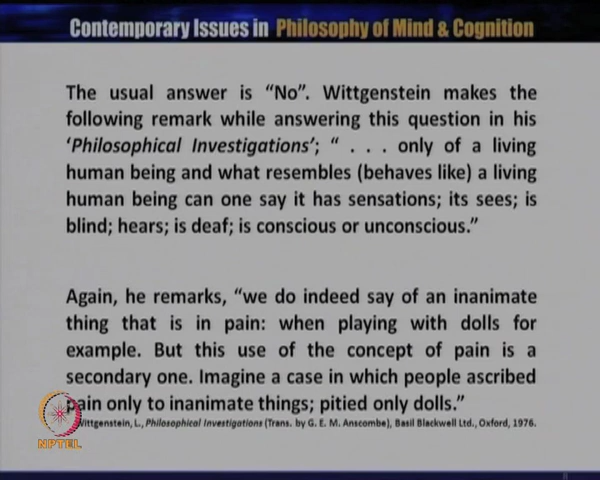 Contemporary Issues in Philosophy of Mind & Cognition
The usual answer is “No”. Wittgenstein makes the
following remark while answering this question in his
‘Philosophical Investigations’; “ . . . only of a living
human being and what resembles (behaves like) a living
human being can one say it has sensations; its sees; is
blind; hears; is deaf; is conscious or unconscious.”
Again, he remarks, “we do indeed say of an inanimate
thing that is in pain: when playing with dolls for
example. But this use of the concept of pain is a
secondary one. Imagine a case in which people ascribed
pain only to inanimate things; pitied only dolls.”
Wittgenstein, L., Philosophical Investigations (Trans. by G. E. M. Anscombe), Basil Blackwell Ltd., Oxford, 1976.
NPTEL